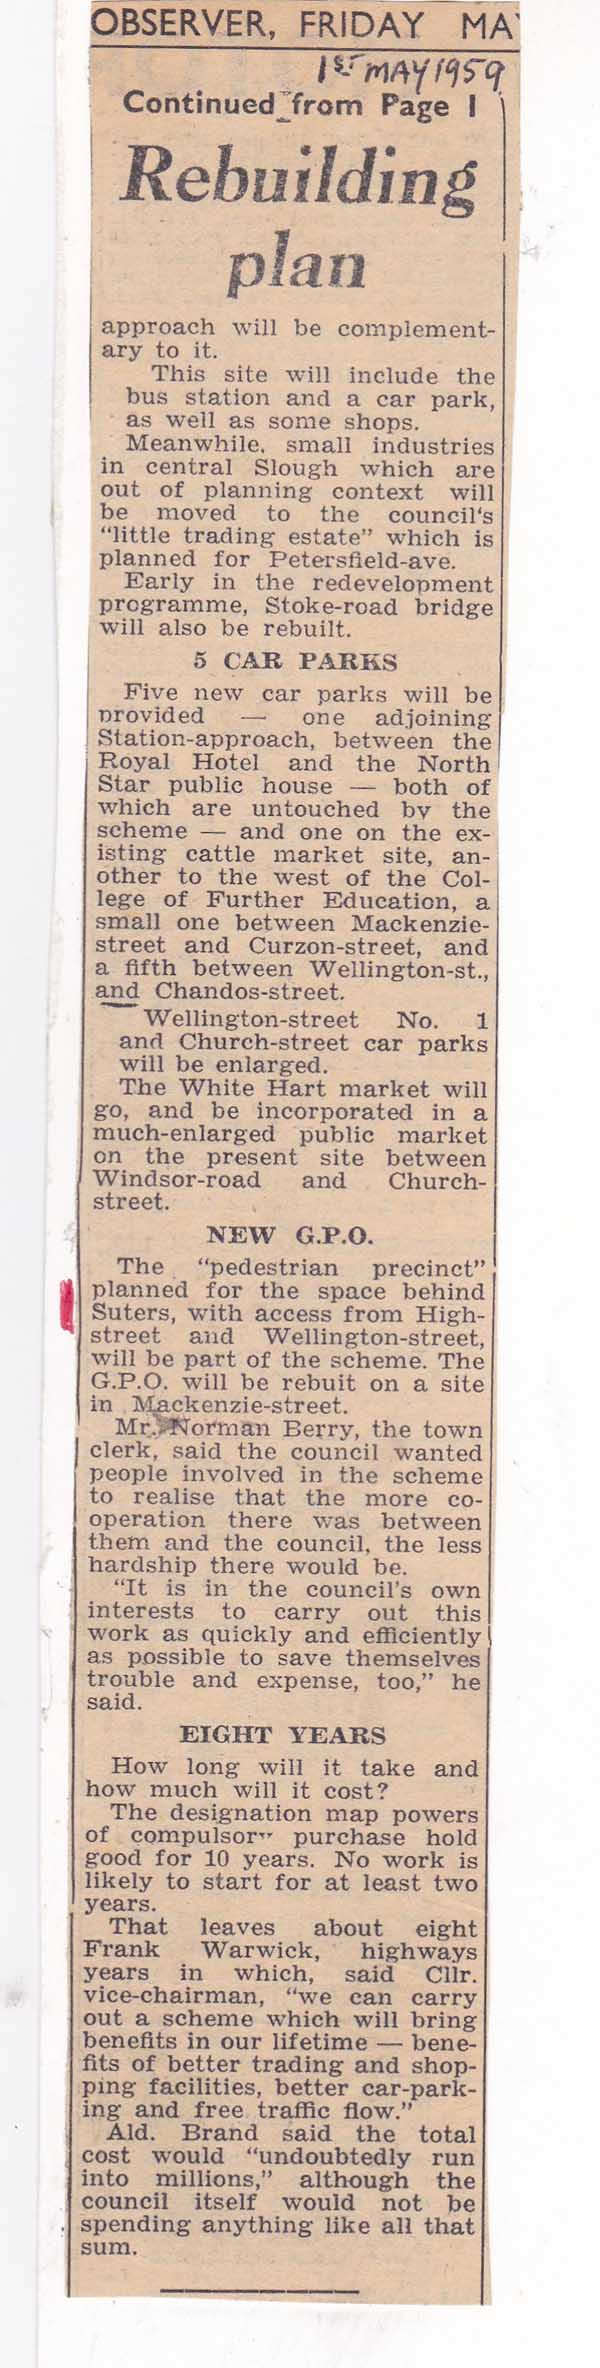 OBSERVER, FRIDAY MAY
1ST MAY 1959
Continued from Page 1
Rebuilding
plan
approach will be complement-
ary to it.
This site will include the
bus station and a car park,
as well as some shops.
Meanwhile, small industries
in central Slough which are
out of planning context will
be moved to the council's
"little trading estate" which is
planned for Petersfield-ave.
Early in the redevelopment
programme, Stoke-road bridge
will also be rebuilt.
5 CAR PARKS
Five new car parks will be
provided — one adjoining
Station-approach, between the
Royal Hotel and the North
Star public house — both of
which are untouched by the
scheme — and one on the ex-
isting cattle market site, an-
other to the west of the Col-
lege of Further Education, a
small one between Mackenzie-
street and Curzon-street, and
a fifth between Wellington-st.,
and Chandos-street.
Wellington-street No. 1
and Church-street car parks
will be enlarged.
The White Hart market will
go, and be incorporated in a
much-enlarged public market
on the present site between
Windsor-road and Church-
street.
NEW G.P.O.
The "pedestrian precinct"
planned for the space behind
Suters, with access from High-
street and Wellington-street,
will be part of the scheme. The
G.P.O. will be rebuit on a site
in Mackenzie-street.
Mr. Norman Berry, the town
clerk, said the council wanted
people involved in the scheme
to realise that the more co-
operation there was between
them and the council, the less
hardship there would be.
"It is in the council's own
interests to carry out this
work as quickly and efficiently
as possible to save themselves
trouble and expense, too," he
said.
EIGHT YEARS
How long will it take and
how much will it cost?
The designation map powers
of compulsory purchase hold
good for 10 years. No work is
likely to start for at least two
years.
That leaves about eight
Frank Warwick, highways
years in which, said Cllr.
vice-chairman, "we can carry
out a scheme which will bring
benefits in our lifetime — bene-
fits of better trading and shop-
ping facilities, better car-park-
ing and free traffic flow."
Ald. Brand said the total
cost would "undoubtedly run
into millions," although the
council itself would not be
spending anything like all that
sum.